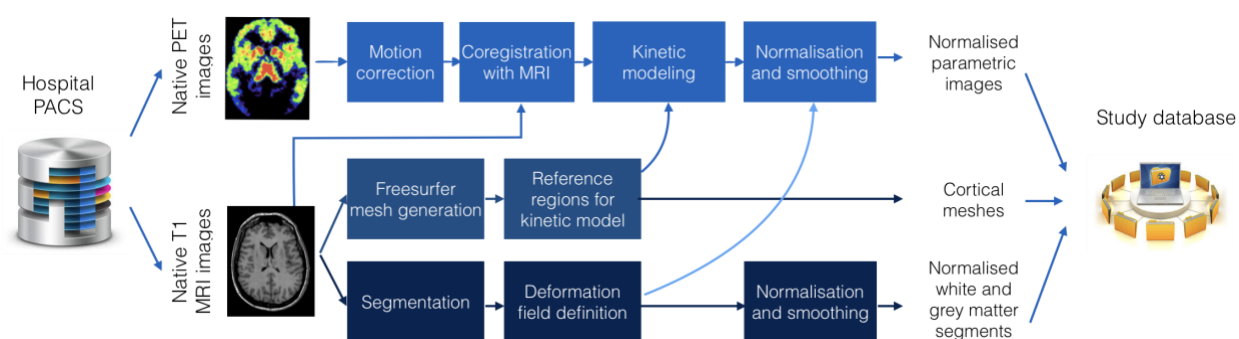 Hospital
PACS
Native PET
images
Motion
correction
Coregistration
with MRI
Kinetic
modeling
Normalisation
and smoothing
Normalised
parametric
images
Study database
Native T1
MRI images
Freesurfer
mesh generation
Reference
regions for
kinetic model
Cortical
meshes
Segmentation
Deformation
field definition
Normalisation
and smoothing
Normalised
white and
grey matter
segments